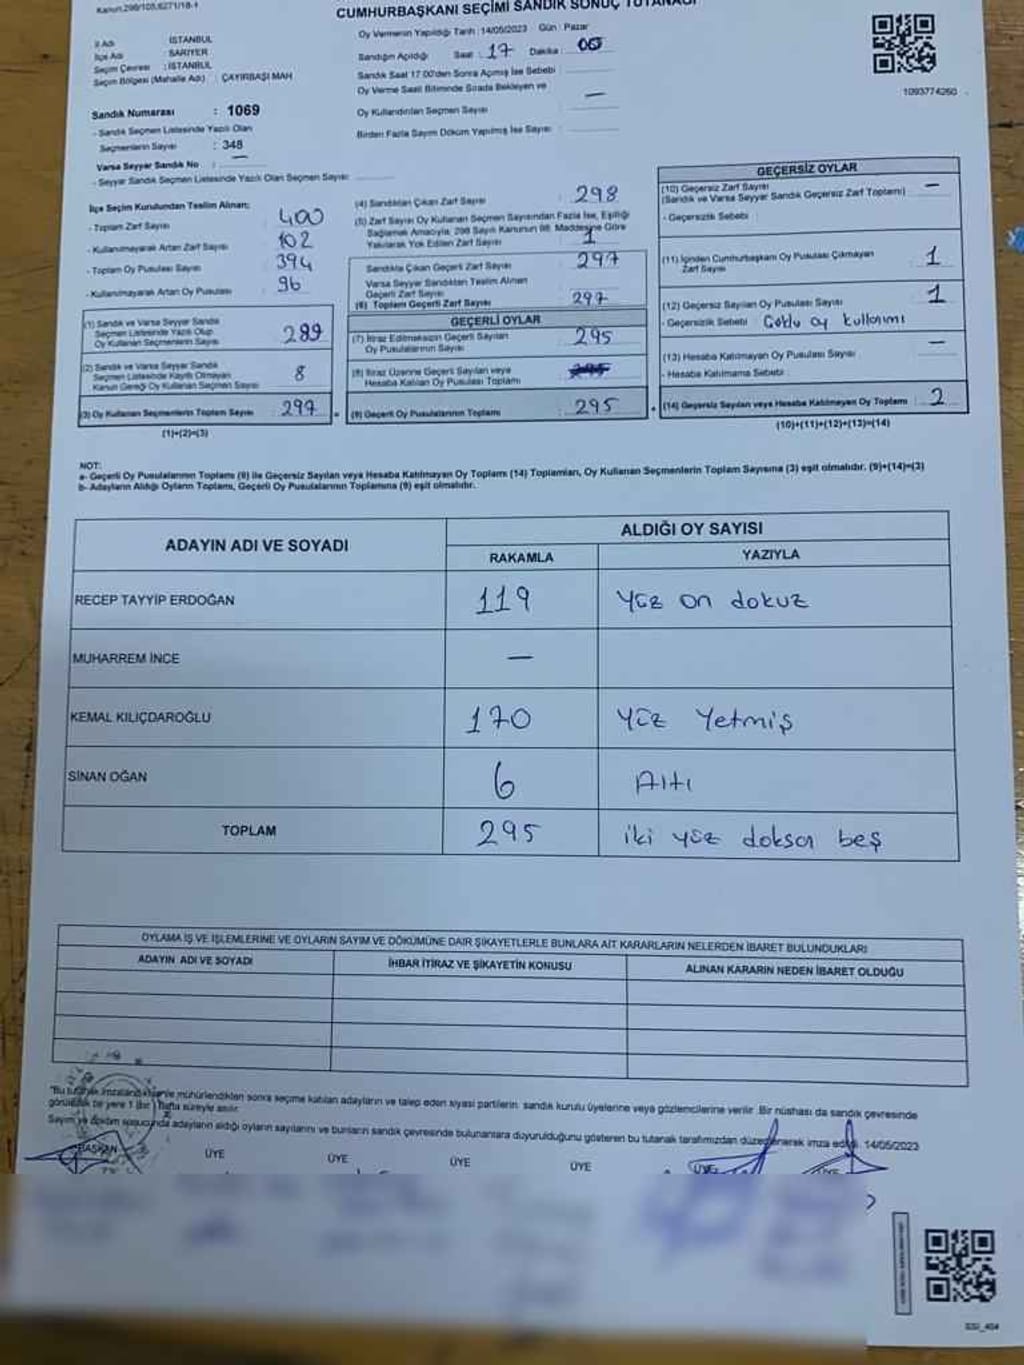 Kanun:298/105,6271/18-1
CUMHURBAŞKANI SEÇİMİ SANDIK SONUÇ TUTANAĞI
İl Adı : İSTANBUL
İlçe Adı : SARIYER
Seçim Çevresi : İSTANBUL
Seçim Bölgesi (Mahalle Adı) : ÇAYIRBAŞI MAH
Sandık Numarası : 1069
- Sandık Seçmen Listesinde Yazılı Olan
Seçmenlerin Sayısı : 348
Varsa Seyyar Sandık No : —
- Seyyar Sandık Seçmen Listesinde Yazılı Olan Seçmen Sayısı:
Oy Vermenin Yapıldığı Tarih :14/05/2023 Gün : Pazar
Sandığın Açıldığı Saat : 17 Dakika : 00
Sandık Saat 17.00'den Sonra Açılmış İse Sebebi :
Oy Verme Saati Bitiminde Sırada Bekleyen ve
Oy Kullandırılan Seçmen Sayısı : —
Birden Fazla Sayım Döküm Yapılmış İse Sayısı :
1093774260
İlçe Seçim Kurulundan Teslim Alınan;
- Toplam Zarf Sayısı : 400
- Kullanılmayarak Artan Zarf Sayısı : 102
- Toplam Oy Pusulası Sayısı : 394
- Kullanılmayarak Artan Oy Pusulası : 96
(1) Sandık ve Varsa Seyyar Sandık
Seçmen Listesinde Yazılı Olup
Oy Kullanan Seçmenlerin Sayısı : 289
(2) Sandık ve Varsa Seyyar Sandık
Seçmen Listesinde Kayıtlı Olmayan
Kanun Gereği Oy Kullanan Seçmen Sayısı : 8
(3) Oy Kullanan Seçmenlerin Toplam Sayısı : 297
(1)+(2)=(3)
(4) Sandıktan Çıkan Zarf Sayısı : 298
(5) Zarf Sayısı Oy Kullanan Seçmen Sayısından Fazla İse, Eşitliği
Sağlamak Amacıyla, 298 Sayılı Kanunun 98. Maddesine Göre
Yakılarak Yok Edilen Zarf Sayısı : 1
Sandıkta Çıkan Geçerli Zarf Sayısı : 297
Varsa Seyyar Sandıktan Teslim Alınan
Geçerli Zarf Sayısı :
(6) Toplam Geçerli Zarf Sayısı : 297
GEÇERLİ OYLAR
(7) İtiraz Edilmeksizin Geçerli Sayılan
Oy Pusulalarının Sayısı : 295
(8) İtiraz Üzerine Geçerli Sayılan veya
Hesaba Katılan Oy Pusulası Toplamı :
(9) Geçerli Oy Pusulalarının Toplamı : 295
GEÇERSİZ OYLAR
(10) Geçersiz Zarf Sayısı
(Sandık ve Varsa Seyyar Sandık Geçersiz Zarf Toplamı) : —
- Geçersizlik Sebebi :
(11) İçinden Cumhurbaşkanı Oy Pusulası Çıkmayan
Zarf Sayısı : 1
(12) Geçersiz Sayılan Oy Pusulası Sayısı : 1
- Geçersizlik Sebebi : Çoklu oy kullanımı
(13) Hesaba Katılmayan Oy Pusulası Sayısı : —
- Hesaba Katılmama Sebebi :
(14) Geçersiz Sayılan veya Hesaba Katılmayan Oy Toplamı : 2
(10)+(11)+(12)+(13)=(14)
NOT:
a- Geçerli Oy Pusulalarının Toplamı (9) ile Geçersiz Sayılan veya Hesaba Katılmayan Oy Toplamı (14) Toplamları, Oy Kullanan Seçmenlerin Toplam Sayısına (3) eşit olmalıdır. (9)+(14)=(3)
b- Adayların Aldığı Oyların Toplamı, Geçerli Oy Pusulalarının Toplamına (9) eşit olmalıdır.
ADAYIN ADI VE SOYADI
ALDIĞI OY SAYISI
RAKAMLA YAZIYLA
RECEP TAYYİP ERDOĞAN 119 Yüz on dokuz
MUHARREM İNCE —
KEMAL KILIÇDAROĞLU 170 Yüz Yetmiş
SİNAN OĞAN 6 Altı
TOPLAM 295 iki yüz doksan beş
OYLAMA İŞ VE İŞLEMLERİNE VE OYLARIN SAYIM VE DÖKÜMÜNE DAİR ŞİKAYETLERLE BUNLARA AİT KARARLARIN NELERDEN İBARET BULUNDUKLARI
ADAYIN ADI VE SOYADI İHBAR İTİRAZ VE ŞİKAYETİN KONUSU ALINAN KARARIN NEDEN İBARET OLDUĞU
"Bu tutanak imzalandıktan ve mühürlendikten sonra seçime katılan adayların ve talep eden siyasi partilerin sandık kurulu üyelerine veya gözlemcilerine verilir. Bir nüshası da sandık çevresinde
görülebilir bir yere 1 (bir) hafta süreyle asılır.
Sayım ve döküm sonucunda adayların aldığı oyların sayılarını ve bunların sandık çevresinde bulunanlara duyurulduğunu gösteren bu tutanak tarafımızdan düzenlenerek imza edildi. 14/05/2023
BAŞKAN ÜYE ÜYE ÜYE ÜYE ÜYE ÜYE